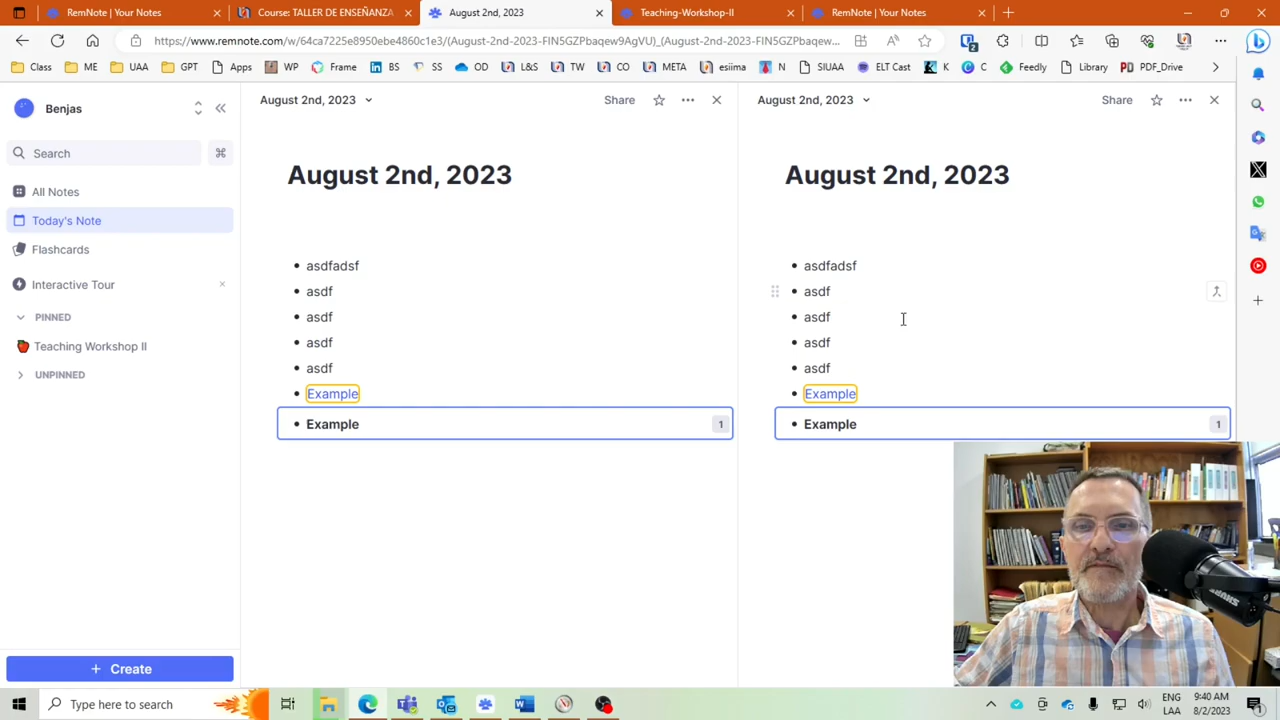 RemNote | Your Notes
Course: TALLER DE ENSEÑANZA
August 2nd, 2023
Teaching-Workshop-II
RemNote | Your Notes
https://www.remnote.com/w/64ca7225e8950ebe4860c1e3/(August-2nd-2023-FIN5GZPbaqew9AgVU)_(August-2nd-2023-FIN5GZPbaqew...
Class ME UAA GPT Apps WP Frame BS SS OD L&S TW CO META esiima N SIUAA ELT Cast K C Feedly Library PDF_Drive
Benjas
Search
All Notes
Today's Note
Flashcards
Interactive Tour
PINNED
Teaching Workshop II
UNPINNED
+ Create
August 2nd, 2023
Share
August 2nd, 2023
asdfadsf
asdf
asdf
asdf
asdf
Example
Example 1
August 2nd, 2023
Share
August 2nd, 2023
asdfadsf
asdf
asdf
asdf
asdf
Example
Example 1
Type here to search
ENG
LAA
9:40 AM
8/2/2023